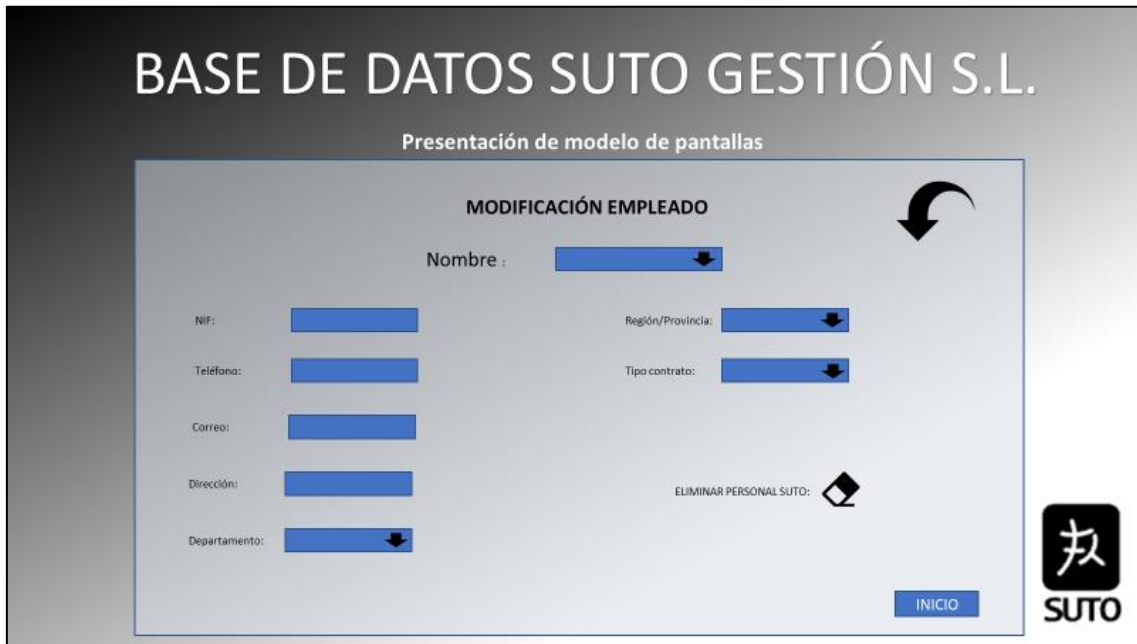 BASE DE DATOS SUTO GESTIÓN S.L.
Presentación de modelo de pantallas
MODIFICACIÓN EMPLEADO
Nombre :
NIF:
Región/Provincia:
Teléfono:
Tipo contrato:
Correo:
Dirección:
ELIMINAR PERSONAL SUTO:
Departamento:
INICIO
SUTO